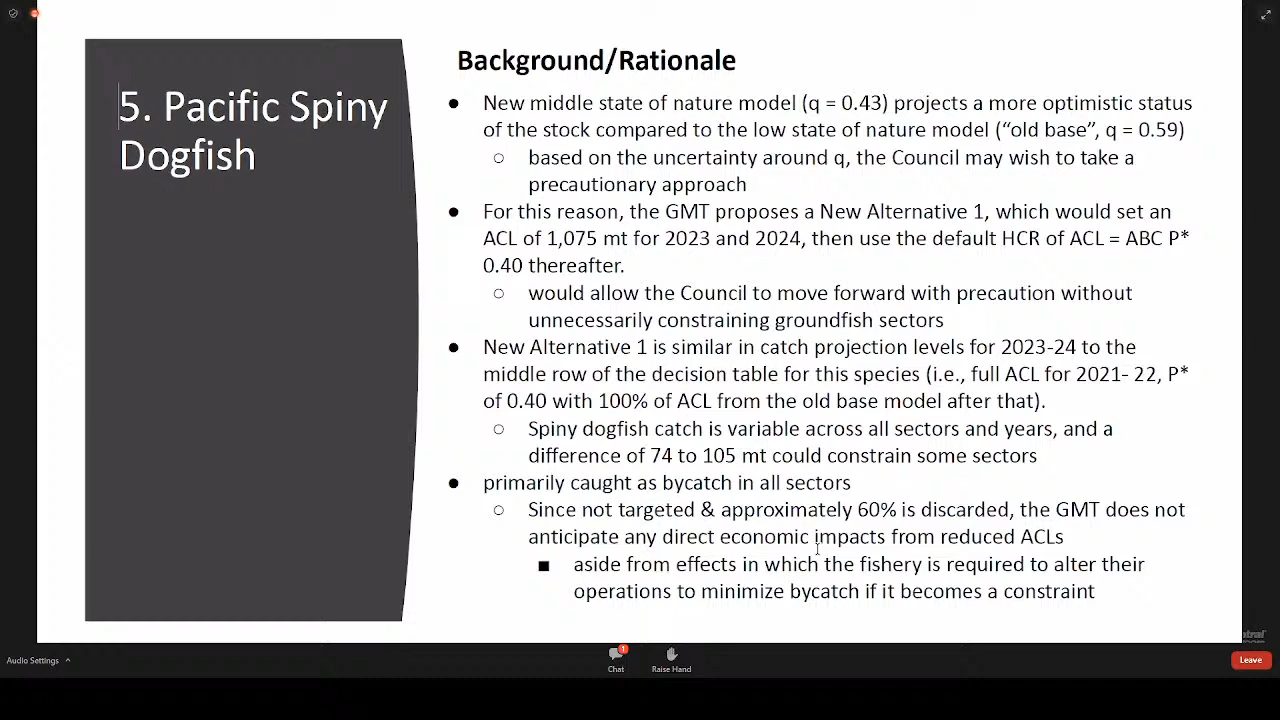 5. Pacific Spiny
Dogfish
Background/Rationale
● New middle state of nature model (q = 0.43) projects a more optimistic status
of the stock compared to the low state of nature model (“old base”, q = 0.59)
○ based on the uncertainty around q, the Council may wish to take a
precautionary approach
● For this reason, the GMT proposes a New Alternative 1, which would set an
ACL of 1,075 mt for 2023 and 2024, then use the default HCR of ACL = ABC P*
0.40 thereafter.
○ would allow the Council to move forward with precaution without
unnecessarily constraining groundfish sectors
● New Alternative 1 is similar in catch projection levels for 2023-24 to the
middle row of the decision table for this species (i.e., full ACL for 2021- 22, P*
of 0.40 with 100% of ACL from the old base model after that).
○ Spiny dogfish catch is variable across all sectors and years, and a
difference of 74 to 105 mt could constrain some sectors
● primarily caught as bycatch in all sectors
○ Since not targeted & approximately 60% is discarded, the GMT does not
anticipate any direct economic impacts from reduced ACLs
■ aside from effects in which the fishery is required to alter their
operations to minimize bycatch if it becomes a constraint
Audio Settings
1
Chat
Raise Hand
Leave